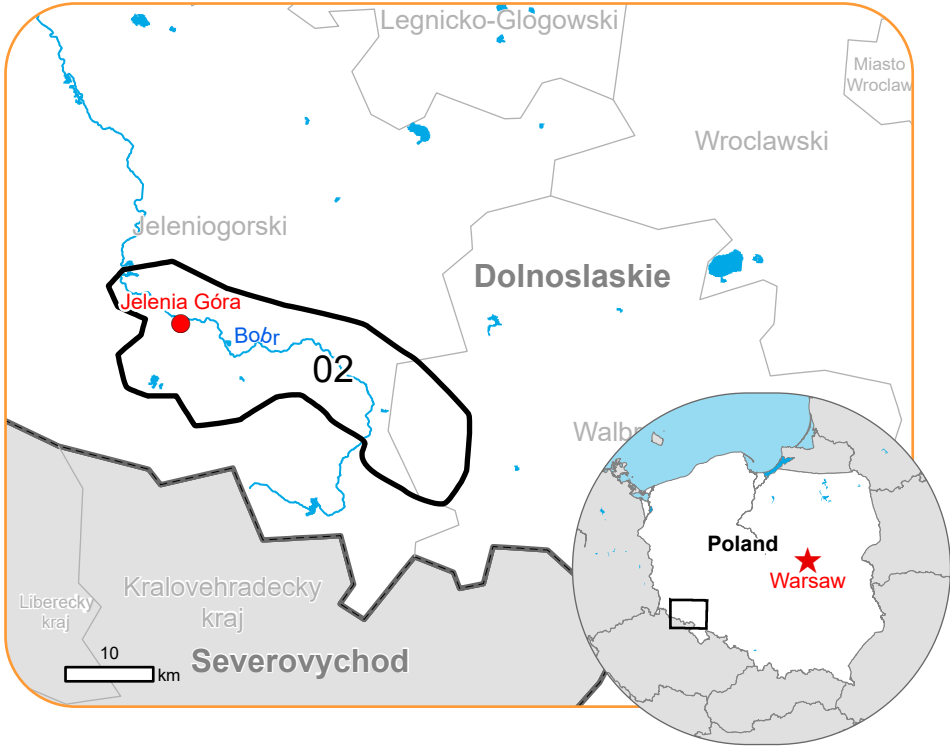 Legnicko-Glogowski
Miasto
Wroclaw
Wroclawski
Jeleniogorski
Dolnoslaskie
Jelenia Góra
Bobr
02
Walbr
Poland
Warsaw
Kralovehradecky
kraj
Liberecky
kraj
Severovychod
10
km